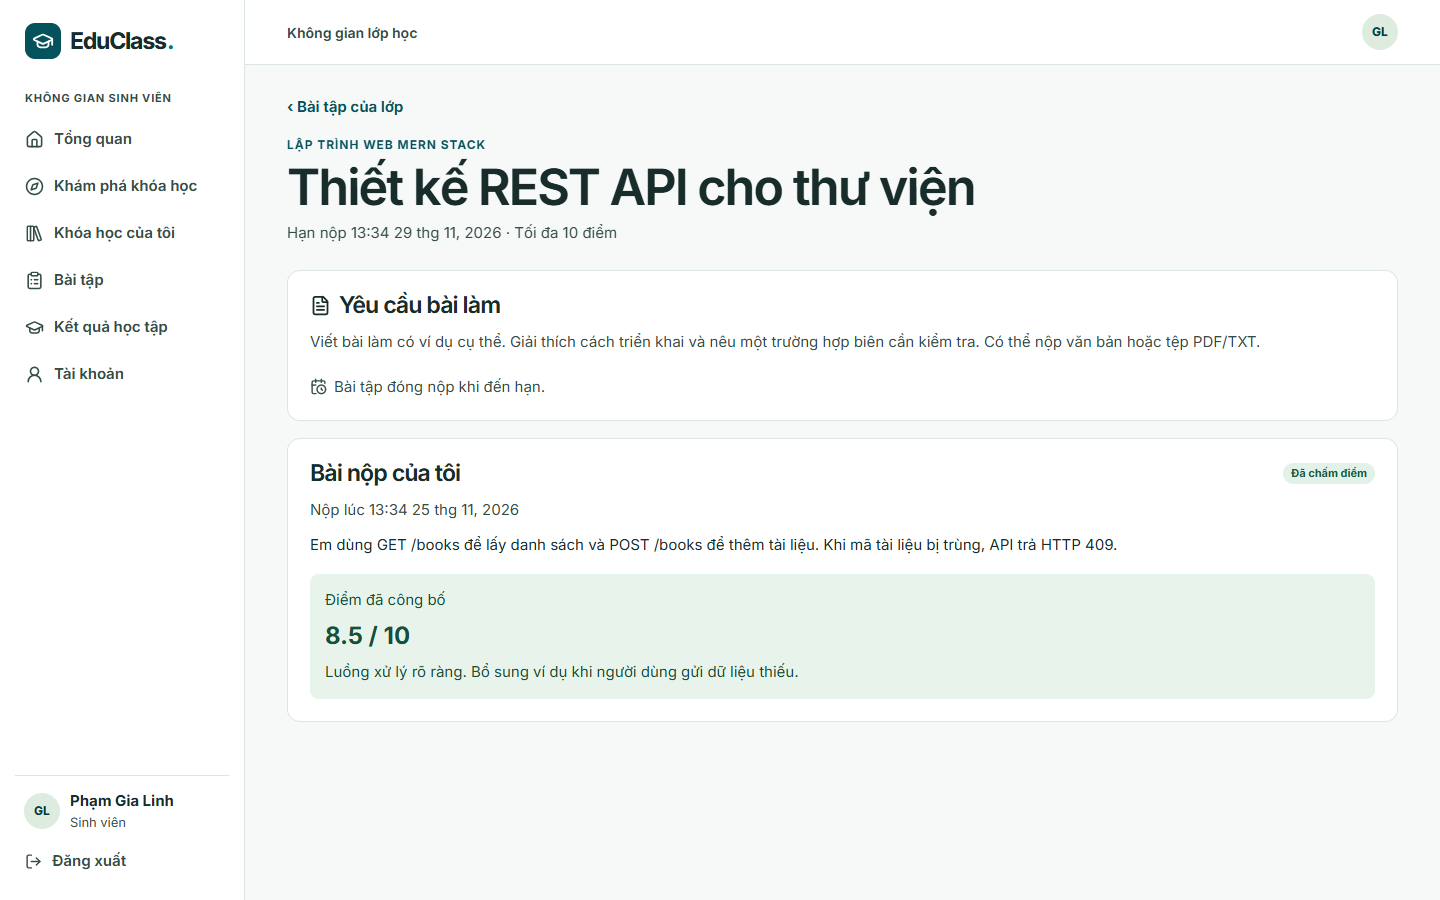 EduClass.
KHÔNG GIAN SINH VIÊN
Tổng quan
Khám phá khóa học
Khóa học của tôi
Bài tập
Kết quả học tập
Tài khoản
GL
Phạm Gia Linh
Sinh viên
Đăng xuất
Không gian lớp học
GL
‹ Bài tập của lớp
LẬP TRÌNH WEB MERN STACK
Thiết kế REST API cho thư viện
Hạn nộp 13:34 29 thg 11, 2026 · Tối đa 10 điểm
Yêu cầu bài làm
Viết bài làm có ví dụ cụ thể. Giải thích cách triển khai và nêu một trường hợp biên cần kiểm tra. Có thể nộp văn bản hoặc tệp PDF/TXT.
Bài tập đóng nộp khi đến hạn.
Bài nộp của tôi
Đã chấm điểm
Nộp lúc 13:34 25 thg 11, 2026
Em dùng GET /books để lấy danh sách và POST /books để thêm tài liệu. Khi mã tài liệu bị trùng, API trả HTTP 409.
Điểm đã công bố
8.5 / 10
Luồng xử lý rõ ràng. Bổ sung ví dụ khi người dùng gửi dữ liệu thiếu.